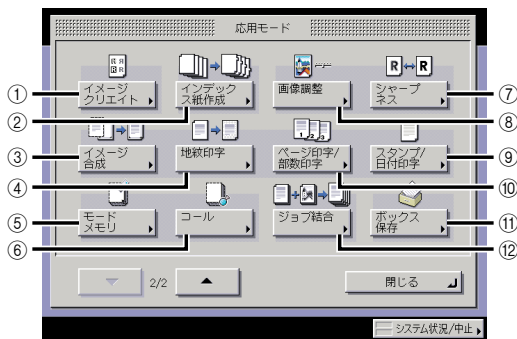 応用モード
① イメージ クリエイト
② インデックス紙作成
⑧ 画像調整
⑦ シャープネス
③ イメージ合成
④ 地紋印字
⑩ ページ印字/部数印字
⑨ スタンプ/日付印字
⑤ モードメモリ
⑥ コール
⑫ ジョブ結合
⑪ ボックス保存
2/2
閉じる
システム状況/中止